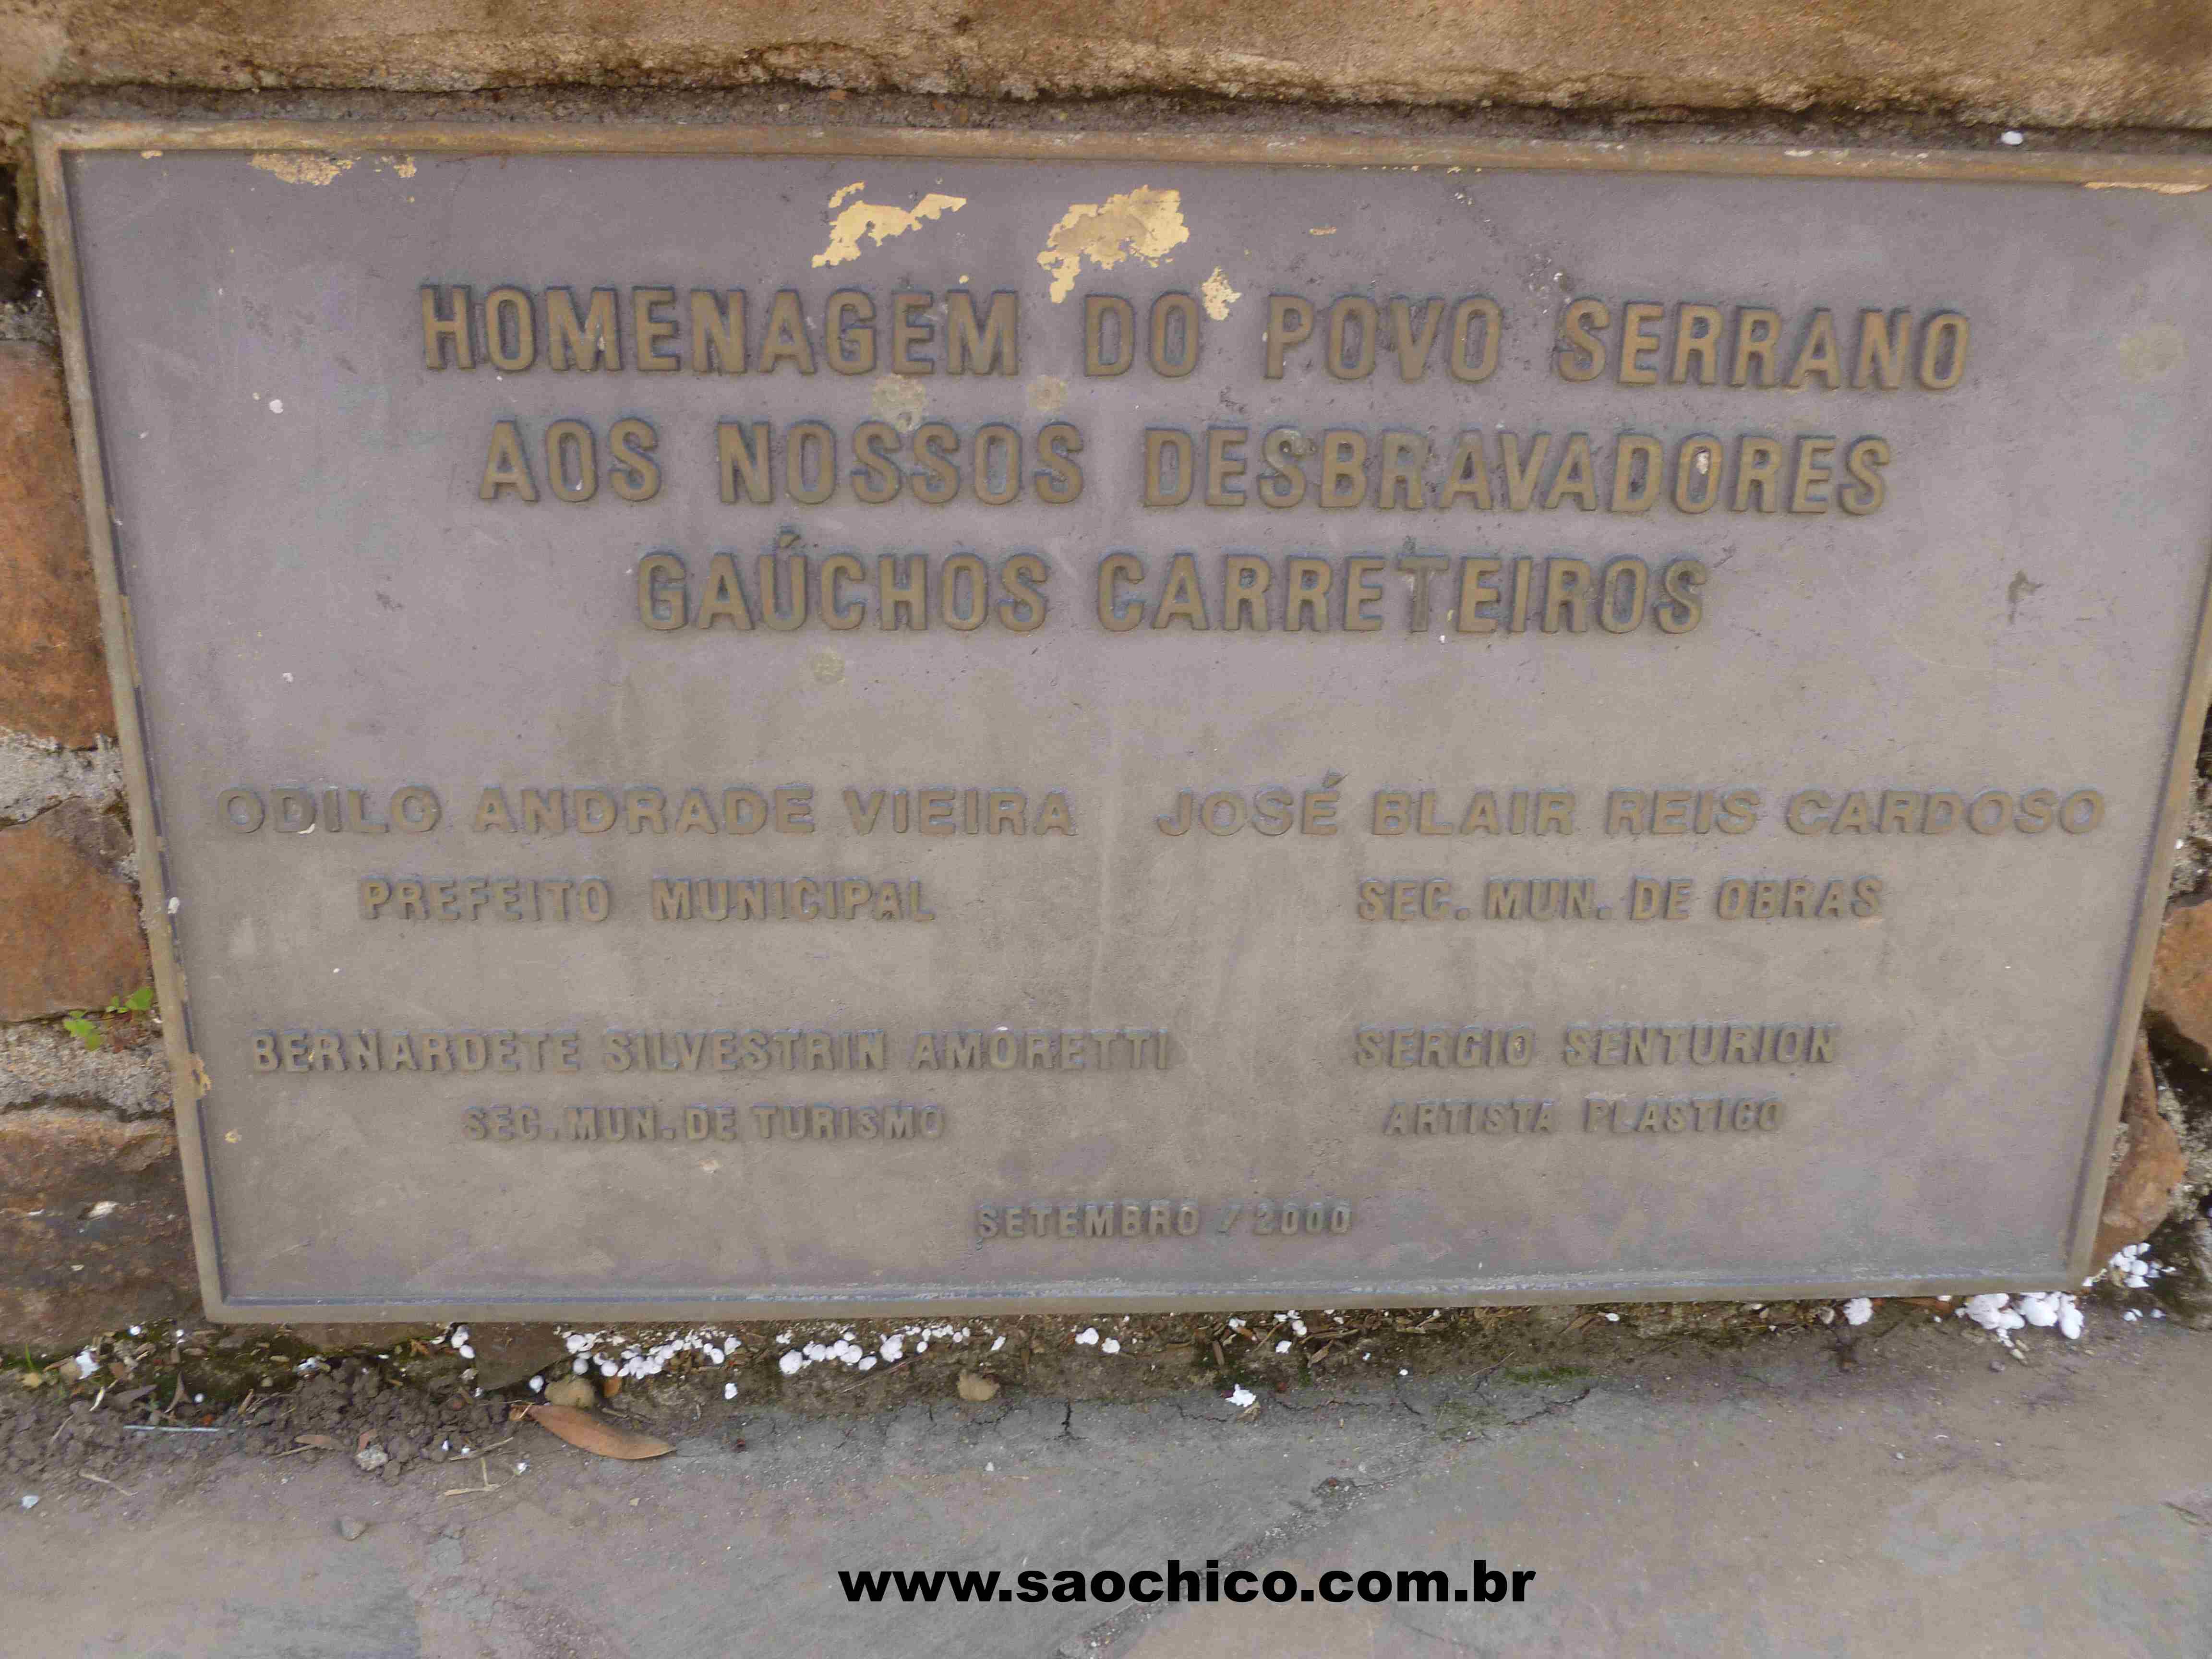 HOMENAGEM DO POVO SERRANO
AOS NOSSOS DESBRAVADORES
GAÚCHOS CARRETEIROS
ODILO ANDRADE VIEIRA JOSÉ BLAIR REIS CARDOSO
PREFEITO MUNICIPAL SEC. MUN. DE OBRAS
BERNARDETE SILVESTRIN AMORETTI SERGIO SENTURION
SEC. MUN. DE TURISMO ARTISTA PLASTICO
SETEMBRO / 2000
www.saochico.com.br